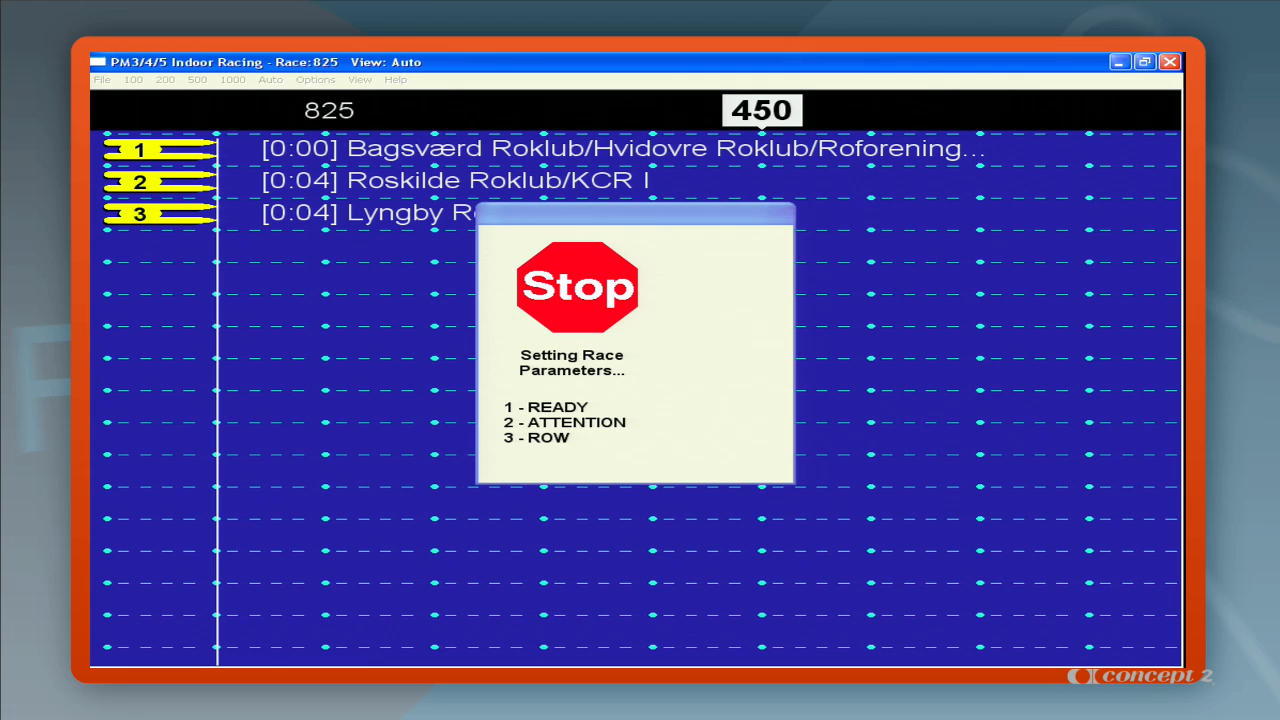 PM3/4/5 Indoor Racing - Race:825   View: Auto
File 100 200 500 1000 Auto Options View Help
825 450
1 [0:00] Bagsværd Roklub/Hvidovre Roklub/Roforening...
2 [0:04] Roskilde Roklub/KCR I
3 [0:04] Lyngby
Stop
Setting Race
Parameters...
1 - READY
2 - ATTENTION
3 - ROW
concept 2